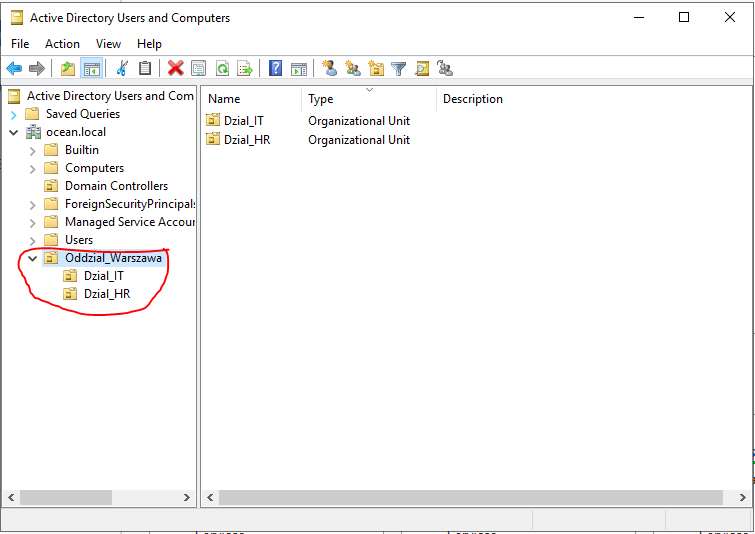 Active Directory Users and Computers
File Action View Help
Active Directory Users and Com
Saved Queries
ocean.local
Builtin
Computers
Domain Controllers
ForeignSecurityPrincipals
Managed Service Accour
Users
Oddzial_Warszawa
Dzial_IT
Dzial_HR
Name Type Description
Dzial_IT Organizational Unit
Dzial_HR Organizational Unit